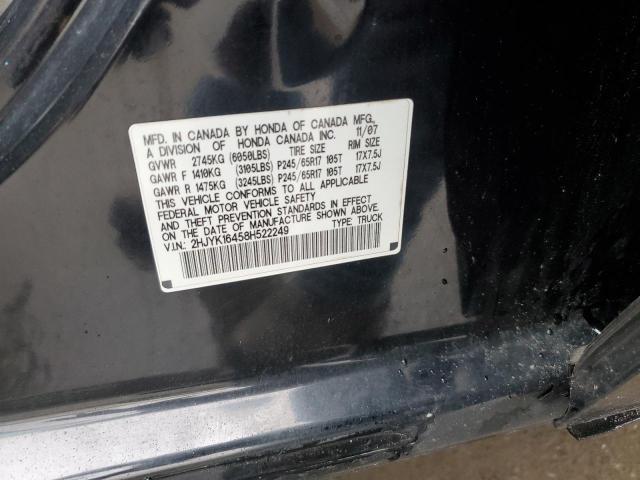 MFD. IN CANADA BY HONDA OF CANADA MFG.,
A DIVISION OF HONDA CANADA INC. 11/07
GVWR 2745KG (6050LBS) TIRE SIZE RIM SIZE
GAWR F 1410KG (3105LBS) P245/65R17 105T 17X7.5J
GAWR R 1475KG (3245LBS) P245/65R17 105T 17X7.5J
THIS VEHICLE CONFORMS TO ALL APPLICABLE
FEDERAL MOTOR VEHICLE SAFETY
AND THEFT PREVENTION STANDARDS IN EFFECT
ON THE DATE OF MANUFACTURE SHOWN ABOVE.
V.I.N.: 2HJYK16458H522249 TYPE: TRUCK